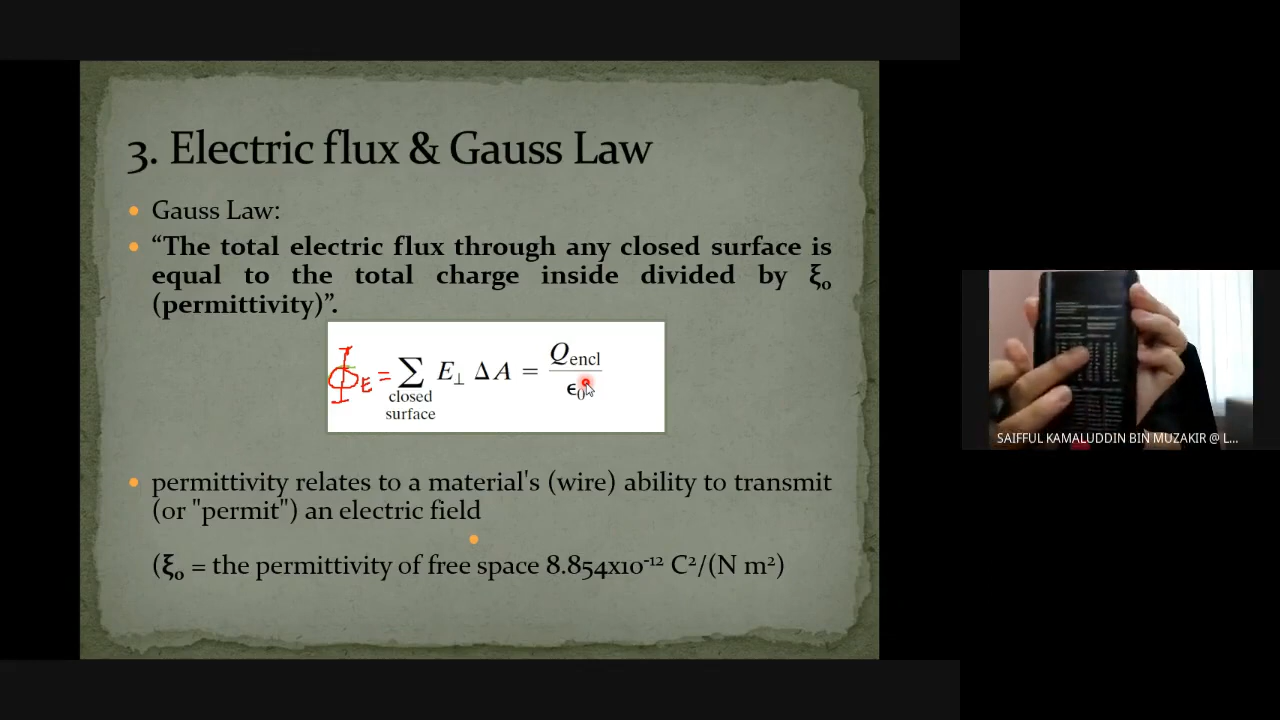 3. Electric flux & Gauss Law
• Gauss Law:
• “The total electric flux through any closed surface is
equal to the total charge inside divided by ξ₀
(permittivity)”.
Φ_E = ∑ E⊥ ΔA = Q_encl / ϵ₀
closed
surface
• permittivity relates to a material's (wire) ability to transmit
(or "permit") an electric field
(ξ₀ = the permittivity of free space 8.854x10⁻¹² C²/(N m²)
SAIFFUL KAMALUDDIN BIN MUZAKIR @ L...